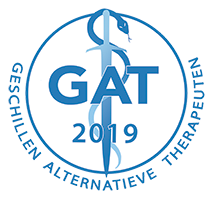 GAT
2019
GESCHILLEN ALTERNATIEVE THERAPEUTEN